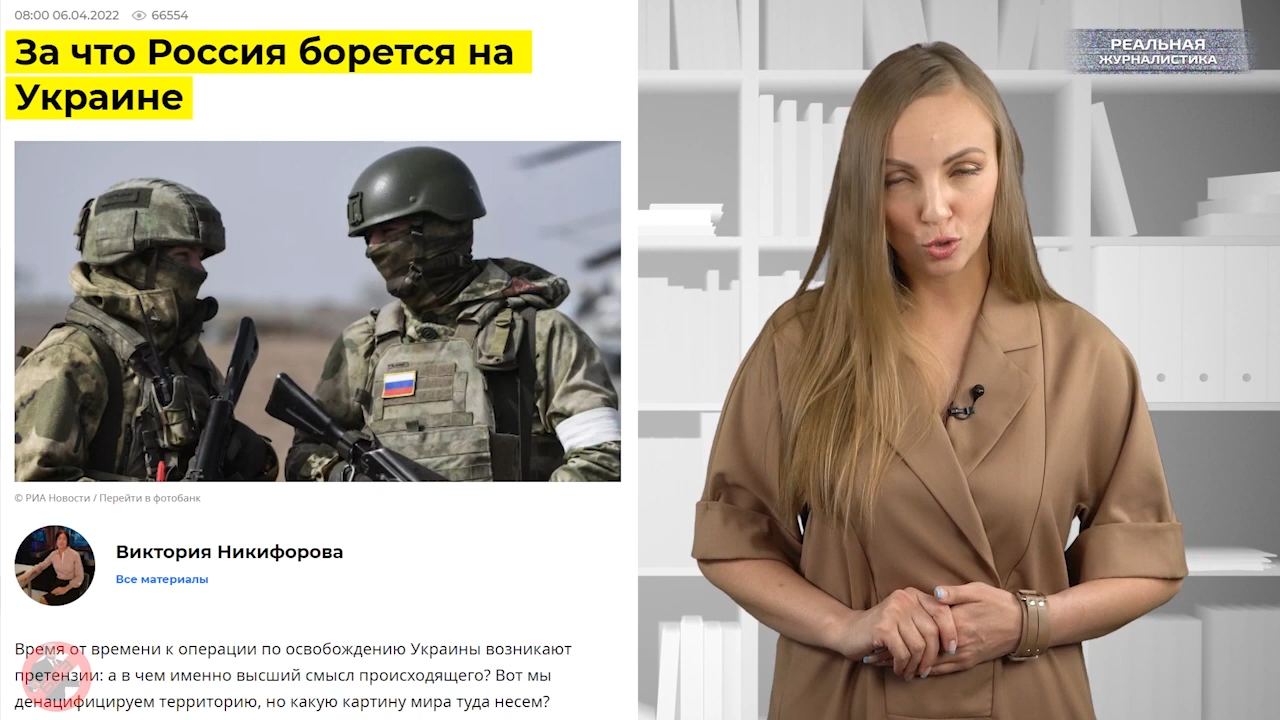 08:00 06.04.2022 66554
За что Россия борется на
Украине
© РИА Новости / Перейти в фотобанк
Виктория Никифорова
Все материалы
Время от времени к операции по освобождению Украины возникают
претензии: а в чем именно высший смысл происходящего? Вот мы
денацифицируем территорию, но какую картину мира туда несем?
РЕАЛЬНАЯ
ЖУРНАЛИСТИКА